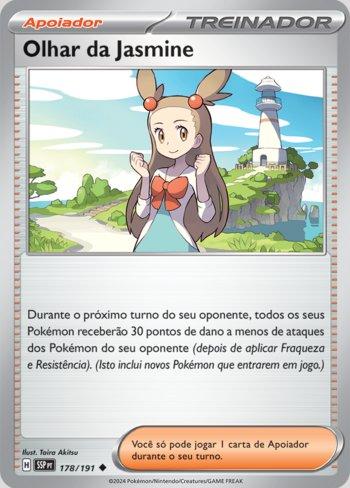 Apoiador
TREINADOR
Olhar da Jasmine
Durante o próximo turno do seu oponente, todos os seus
Pokémon receberão 30 pontos de dano a menos de ataques
dos Pokémon do seu oponente (depois de aplicar Fraqueza
e Resistência). (Isto inclui novos Pokémon que entrarem em jogo.)
Ilust. Taira Akitsu
H SSP PT 178/191
Você só pode jogar 1 carta de Apoiador
durante o seu turno.
©2024 Pokémon/Nintendo/Creatures/GAME FREAK